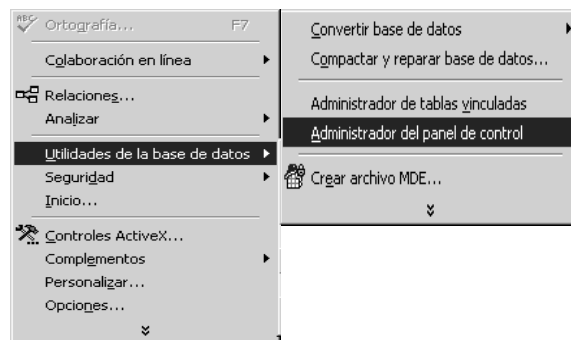 ABC
Ortografía... F7
Colaboración en línea
Relaciones...
Analizar
Utilidades de la base de datos
Seguridad
Inicio...
Controles ActiveX...
Complementos
Personalizar...
Opciones...
Convertir base de datos
Compactar y reparar base de datos...
Administrador de tablas vinculadas
Administrador del panel de control
Crear archivo MDE...